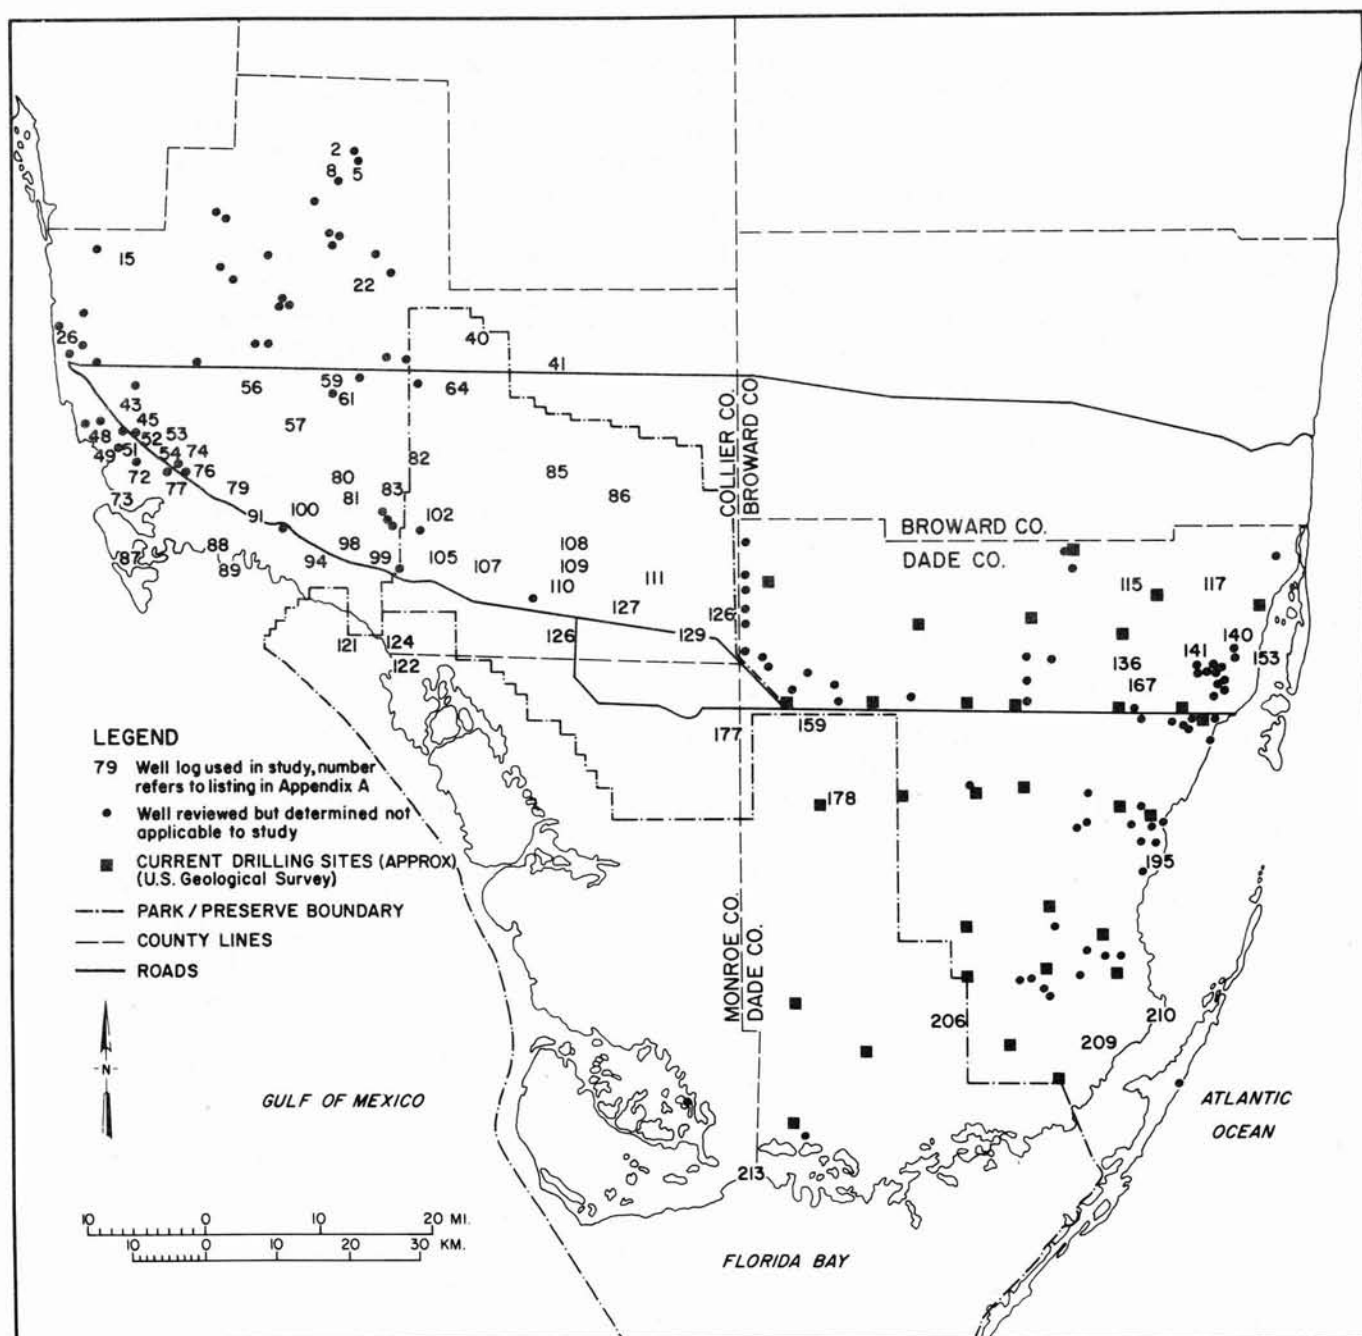 2
8 5
15
22
26
40
41
56 59 64
61
43
45 57
48 52 53
49 51 54 74
72 76
73 77 79
80 82 85
81 83 86
91 100 102
88 98 108
87 89 94 99 105 107 109
110 111
127 126
121 124 126 129
122
COLLIER CO.
BROWARD CO.
BROWARD CO.
DADE CO.
115 117
140
136 141 153
167
177 159
178
195
LEGEND
79 Well log used in study, number
refers to listing in Appendix A
Well reviewed but determined not
applicable to study
CURRENT DRILLING SITES (APPROX)
(U.S. Geological Survey)
PARK / PRESERVE BOUNDARY
COUNTY LINES
ROADS
MONROE CO.
DADE CO.
206 210
209
N
GULF OF MEXICO
ATLANTIC
OCEAN
213
10 0 10 20 MI.
10 0 10 20 30 KM.
FLORIDA BAY